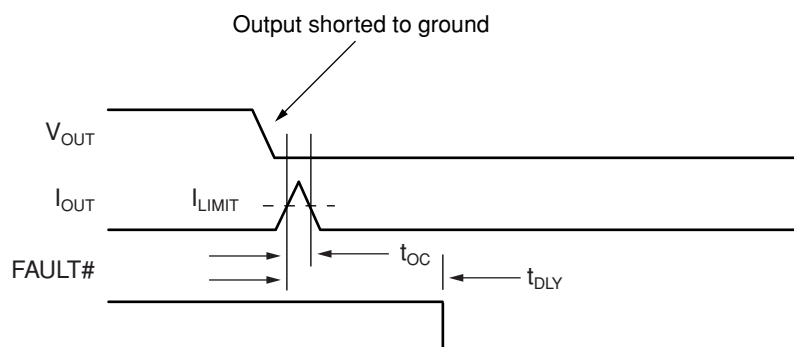 Output shorted to ground
VOUT
IOUT
ILIMIT
tOC
FAULT#
tDLY